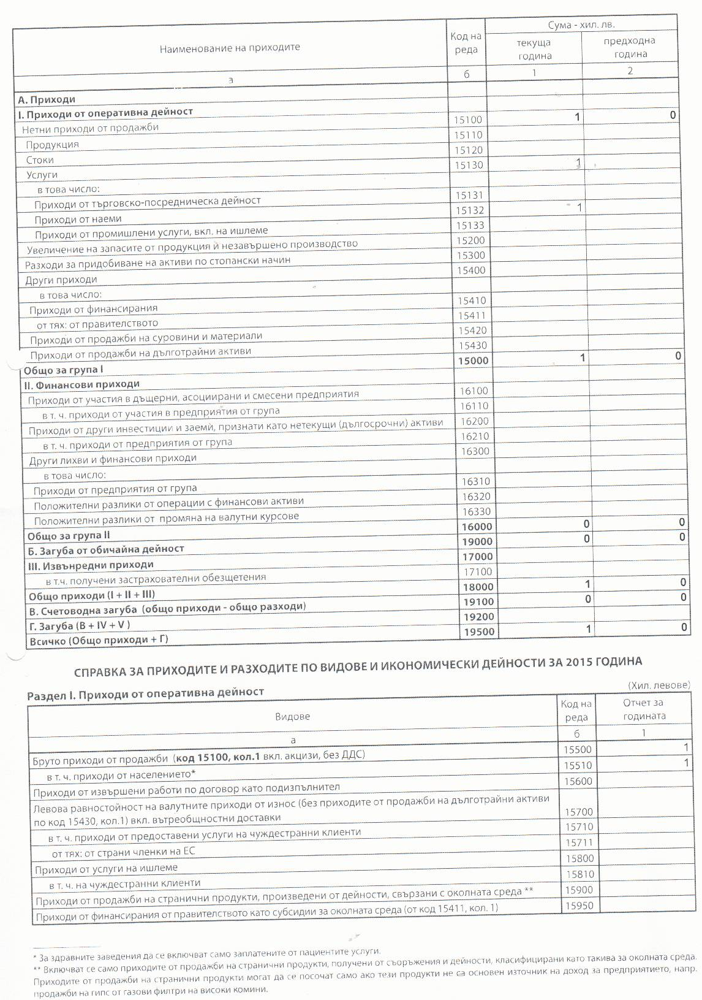 Наименование на приходите Код на реда Сума - хил. лв.
текуща година предходна година
а б 1 2
А. Приходи
I. Приходи от оперативна дейност
Нетни приходи от продажби 15100 1 0
Продукция 15110
Стоки 15120
Услуги 15130 1
в това число:
Приходи от търговско-посредническа дейност 15131
Приходи от наеми 15132 1
Приходи от промишлени услуги, вкл. на ишлеме 15133
Увеличение на запасите от продукция и незавършено производство 15200
Разходи за придобиване на активи по стопански начин 15300
Други приходи 15400
в това число:
Приходи от финансирания 15410
от тях: от правителството 15411
Приходи от продажби на суровини и материали 15420
Приходи от продажби на дълготрайни активи 15430
Общо за група I 15000 1 0
II. Финансови приходи
Приходи от участия в дъщерни, асоциирани и смесени предприятия 16100
в т. ч. приходи от участия в предприятия от група 16110
Приходи от други инвестиции и заеми, признати като нетекущи (дългосрочни) активи 16200
в т. ч. приходи от предприятия от група 16210
Други лихви и финансови приходи 16300
в това число:
Приходи от предприятия от група 16310
Положителни разлики от операции с финансови активи 16320
Положителни разлики от промяна на валутни курсове 16330
Общо за група II 16000 0 0
Б. Загуба от обичайна дейност 19000 0 0
III. Извънредни приходи 17000
в т.ч. получени застрахователни обезщетения 17100
Общо приходи (I + II + III) 18000 1 0
В. Счетоводна загуба (общо приходи - общо разходи) 19100 0 0
Г. Загуба (В + IV + V ) 19200
Всичко (Общо приходи + Г) 19500 1 0
СПРАВКА ЗА ПРИХОДИТЕ И РАЗХОДИТЕ ПО ВИДОВЕ И ИКОНОМИЧЕСКИ ДЕЙНОСТИ ЗА 2015 ГОДИНА
Раздел I. Приходи от оперативна дейност (Хил. левове)
Видове Код на реда Отчет за годината
а б 1
Бруто приходи от продажби (код 15100, кол.1 вкл. акцизи, без ДДС) 15500 1
в т. ч. приходи от населението* 15510 1
Приходи от извършени работи по договор като подизпълнител 15600
Левова равностойност на валутните приходи от износ (без приходите от продажби на дълготрайни активи
по код 15430, кол.1) вкл. вътреобщностни доставки 15700
в т. ч. приходи от предоставени услуги на чуждестранни клиенти 15710
от тях: от страни членки на ЕС 15711
Приходи от услуги на ишлеме 15800
в т. ч. на чуждестранни клиенти 15810
Приходи от продажби на странични продукти, произведени от дейности, свързани с околната среда ** 15900
Приходи от финансирания от правителството като субсидии за околната среда (от код 15411, кол. 1) 15950
* За здравните заведения да се включват само заплатените от пациентите услуги.
** Включват се само приходите от продажби на странични продукти, получени от съоръжения и дейности, класифицирани като такива за околната среда.
Приходите от продажби на странични продукти могат да се посочат само ако тези продукти не са основен източник на доход за предприятието, напр.
продажби на гипс от газови филтри на високи комини.